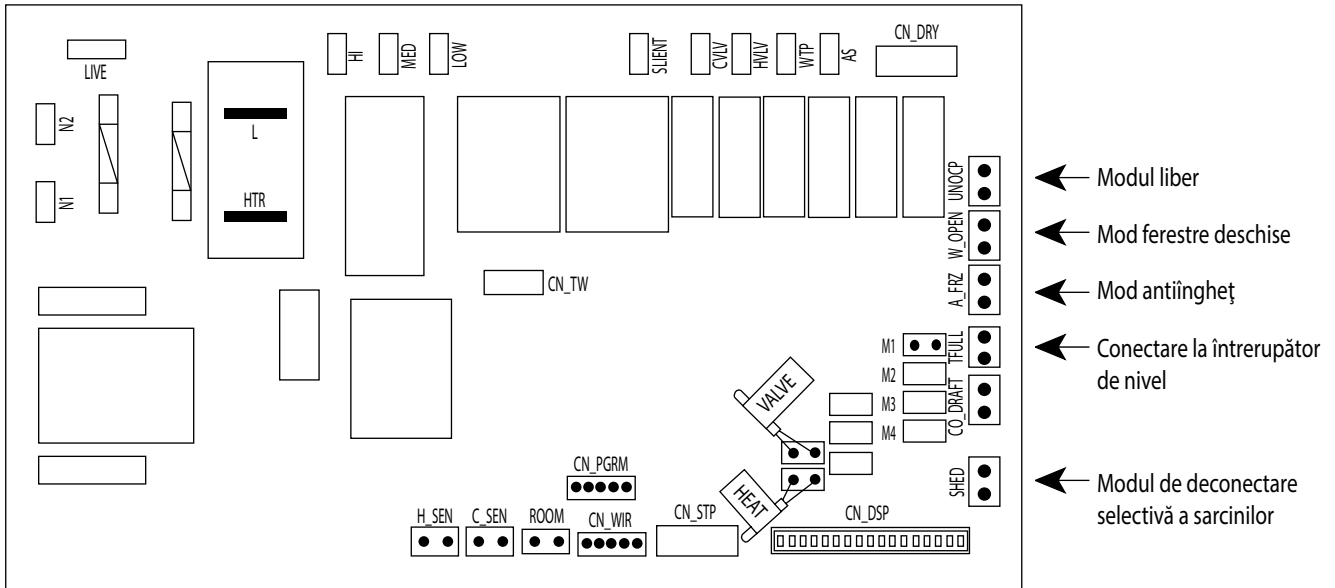 LIVE
HI
MED
LOW
SLIENT
CVLV
HVLV
WTP
AS
CN_DRY
N2
L
UNOCP
Modul liber
N1
HTR
W_OPEN
Mod ferestre deschise
CN_TW
A_FRZ
Mod antiîngheţ
M1
TFULL
Conectare la întrerupător
de nivel
M2
VALVE
M3
CO_DRAFT
M4
CN_PGRM
HEAT
SHED
Modul de deconectare
selectivă a sarcinilor
H_SEN
C_SEN
ROOM
CN_WIR
CN_STP
CN_DSP